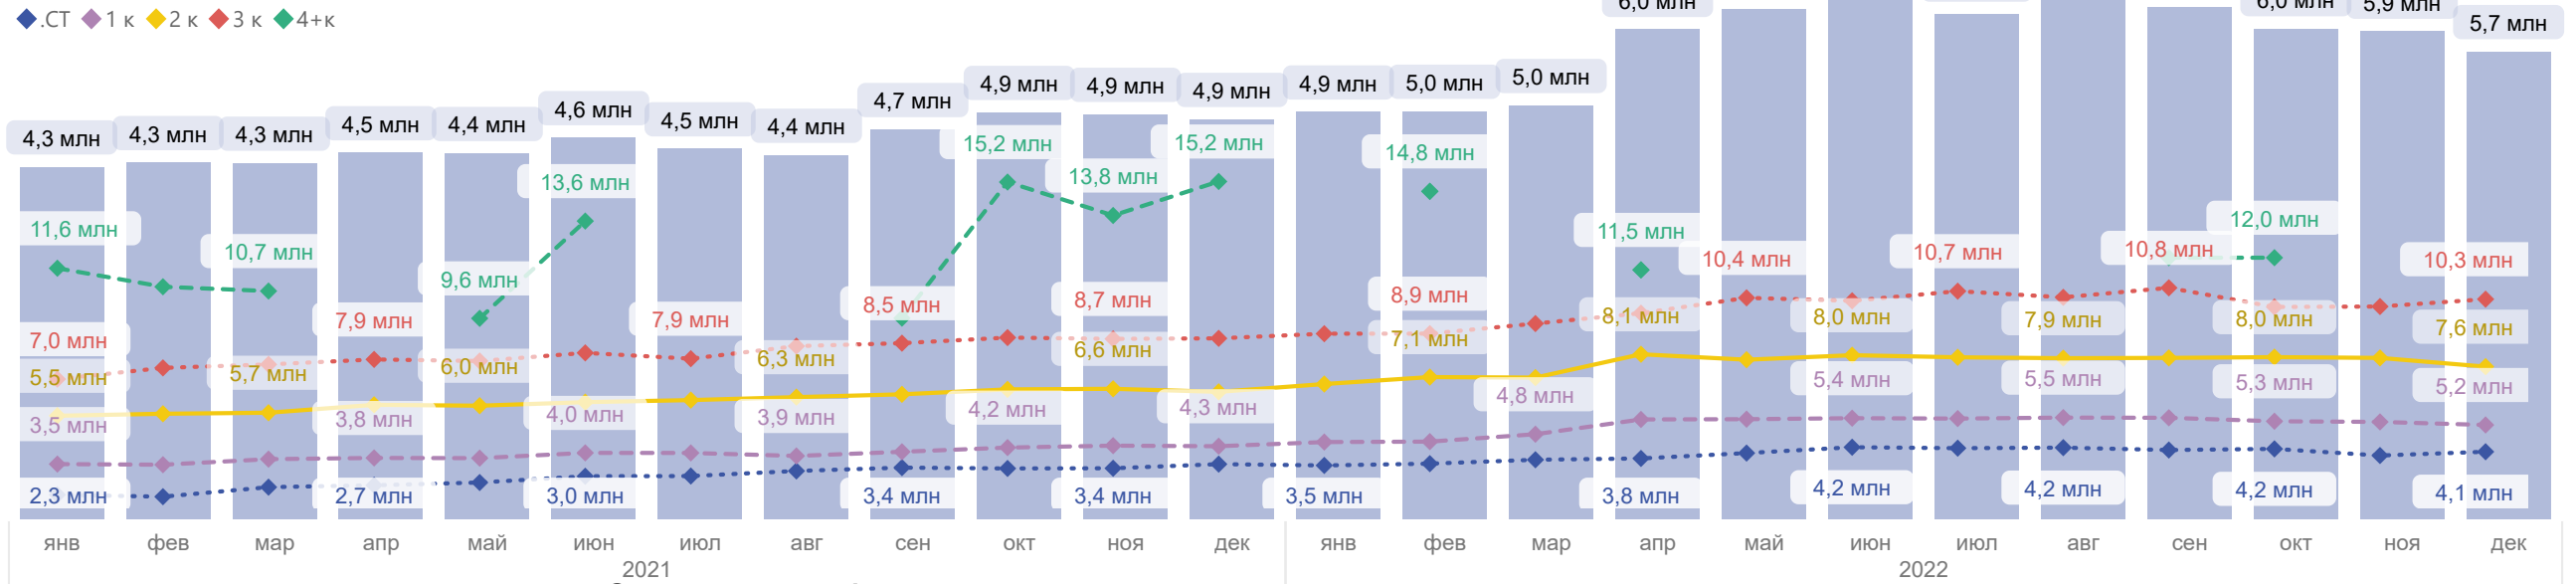 .СТ 1 к 2 к 3 к 4+к
6,0 млн 6,0 млн 5,9 млн 5,7 млн
4,3 млн 4,3 млн 4,3 млн 4,5 млн 4,4 млн 4,6 млн 4,5 млн 4,4 млн 4,7 млн 4,9 млн 4,9 млн 4,9 млн 4,9 млн 5,0 млн 5,0 млн
11,6 млн 10,7 млн 9,6 млн 13,6 млн 15,2 млн 13,8 млн 15,2 млн 14,8 млн 11,5 млн 12,0 млн
7,0 млн 7,9 млн 7,9 млн 8,5 млн 8,7 млн 8,9 млн 10,4 млн 10,7 млн 10,8 млн 10,3 млн
5,5 млн 5,7 млн 6,0 млн 6,3 млн 6,6 млн 7,1 млн 8,1 млн 8,0 млн 7,9 млн 8,0 млн 7,6 млн
3,5 млн 3,8 млн 4,0 млн 3,9 млн 4,2 млн 4,3 млн 4,8 млн 5,4 млн 5,5 млн 5,3 млн 5,2 млн
2,3 млн 2,7 млн 3,0 млн 3,4 млн 3,4 млн 3,5 млн 3,8 млн 4,2 млн 4,2 млн 4,2 млн 4,1 млн
янв фев мар апр май июн июл авг сен окт ноя дек янв фев мар апр май июн июл авг сен окт ноя дек
2021 2022